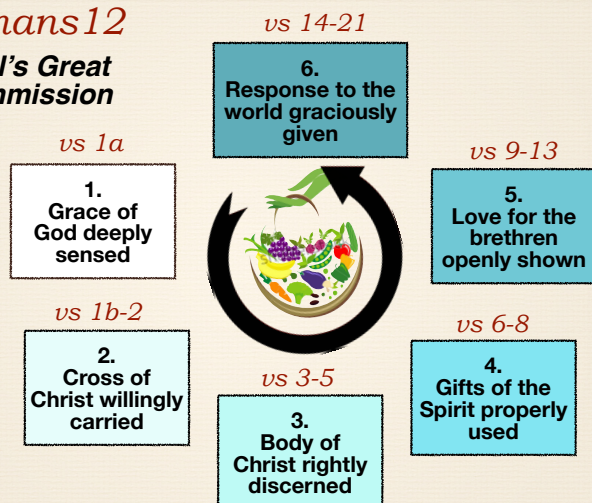 mans12
l's Great
mmission
vs 1a
1.
Grace of
God deeply
sensed
vs 1b-2
2.
Cross of
Christ willingly
carried
vs 3-5
3.
Body of
Christ rightly
discerned
vs 6-8
4.
Gifts of the
Spirit properly
used
vs 9-13
5.
Love for the
brethren
openly shown
vs 14-21
6.
Response to the
world graciously
given